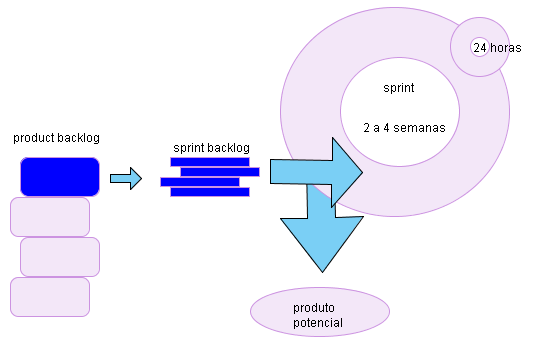 24 horas
sprint
2 a 4 semanas
product backlog
sprint backlog
produto
potencial